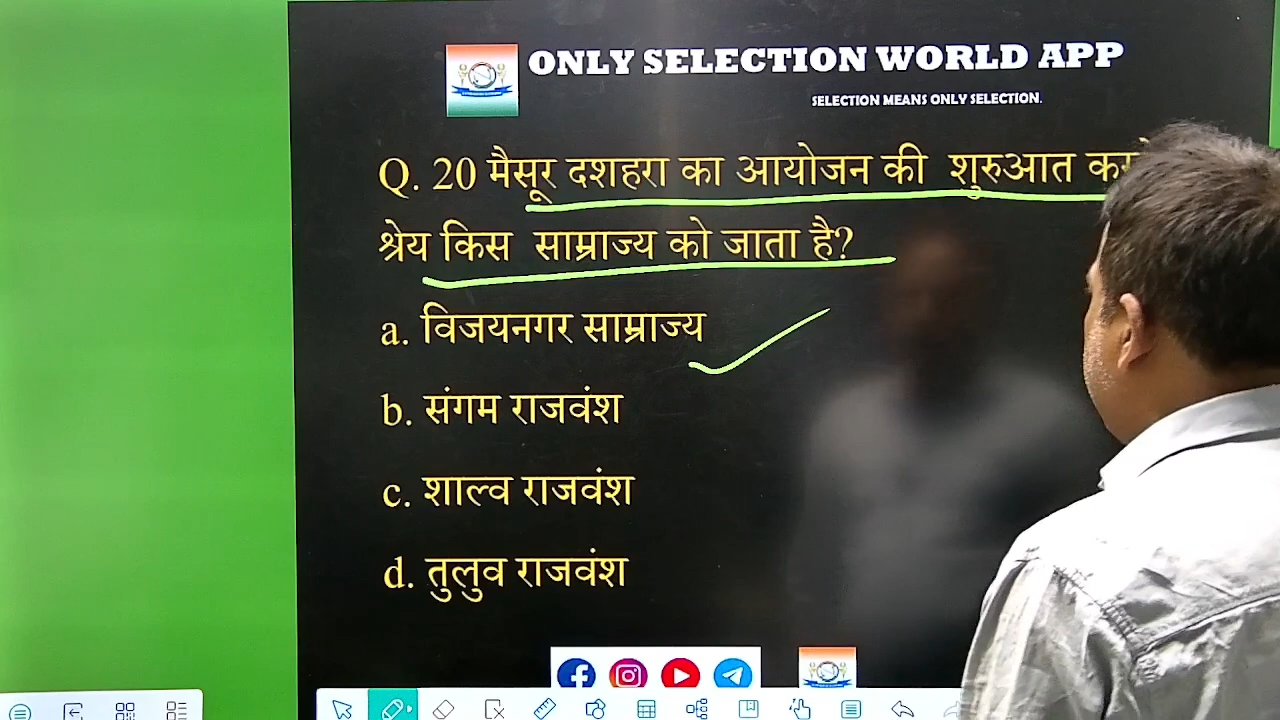 ONLY SELECTION WORLD APP
SELECTION MEANS ONLY SELECTION.
Q. 20 मैसूर दशहरा का आयोजन की शुरुआत
श्रेय किस साम्राज्य को जाता है?
a. विजयनगर साम्राज्य
b. संगम राजवंश
c. शाल्व राजवंश
d. तुलुव राजवंश